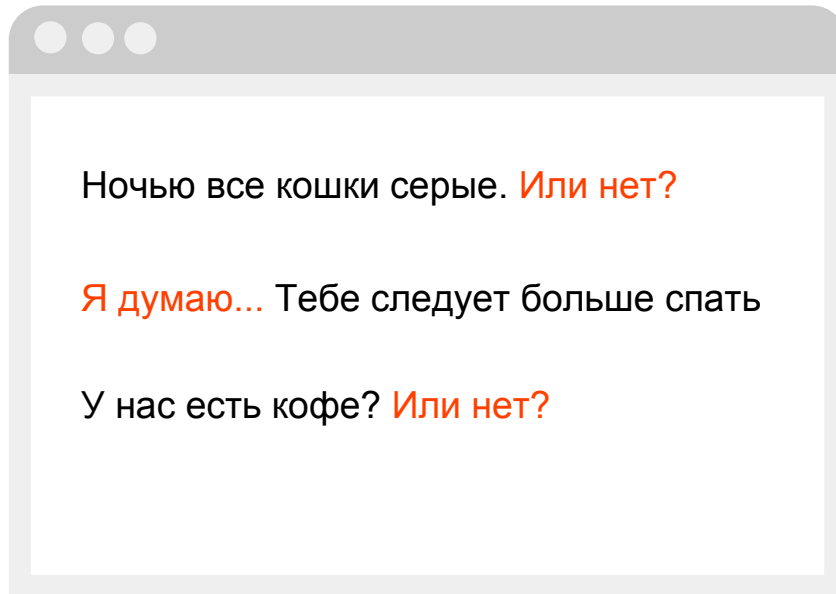 Ночью все кошки серые. Или нет?
Я думаю... Тебе следует больше спать
У нас есть кофе? Или нет?